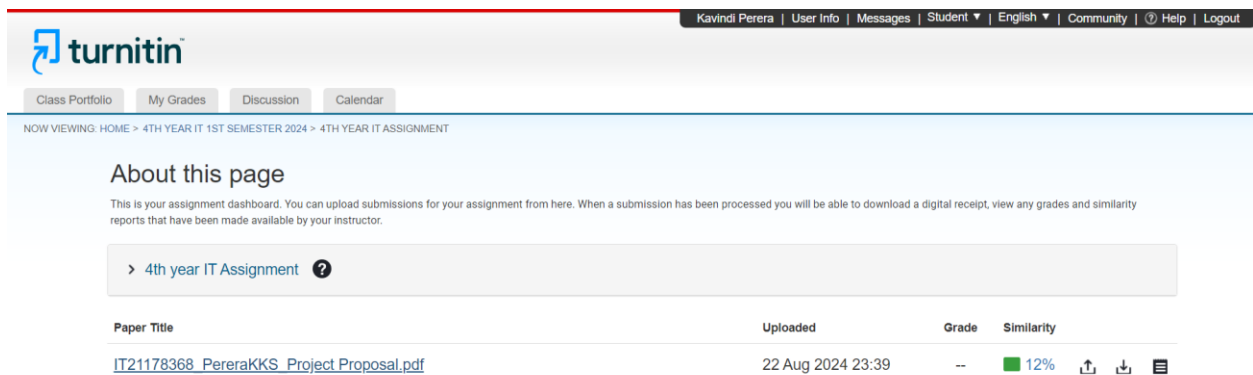 Kavindi Perera | User Info | Messages | Student ▼ | English ▼ | Community | ? Help | Logout
turnitin™
Class Portfolio My Grades Discussion Calendar
NOW VIEWING: HOME > 4TH YEAR IT 1ST SEMESTER 2024 > 4TH YEAR IT ASSIGNMENT
About this page
This is your assignment dashboard. You can upload submissions for your assignment from here. When a submission has been processed you will be able to download a digital receipt, view any grades and similarity
reports that have been made available by your instructor.
> 4th year IT Assignment ?
Paper Title Uploaded Grade Similarity
IT21178368_PereraKKS_Project Proposal.pdf 22 Aug 2024 23:39 -- 12%